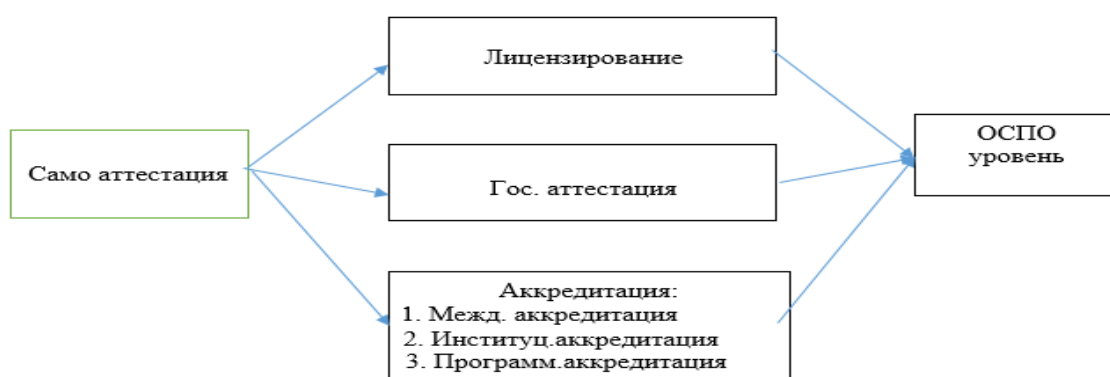 Само аттестация
Лицензирование
Гос. аттестация
Аккредитация:
1. Межд. аккредитация
2. Институц.аккредитация
3. Программ.аккредитация
ОСПО
уровень